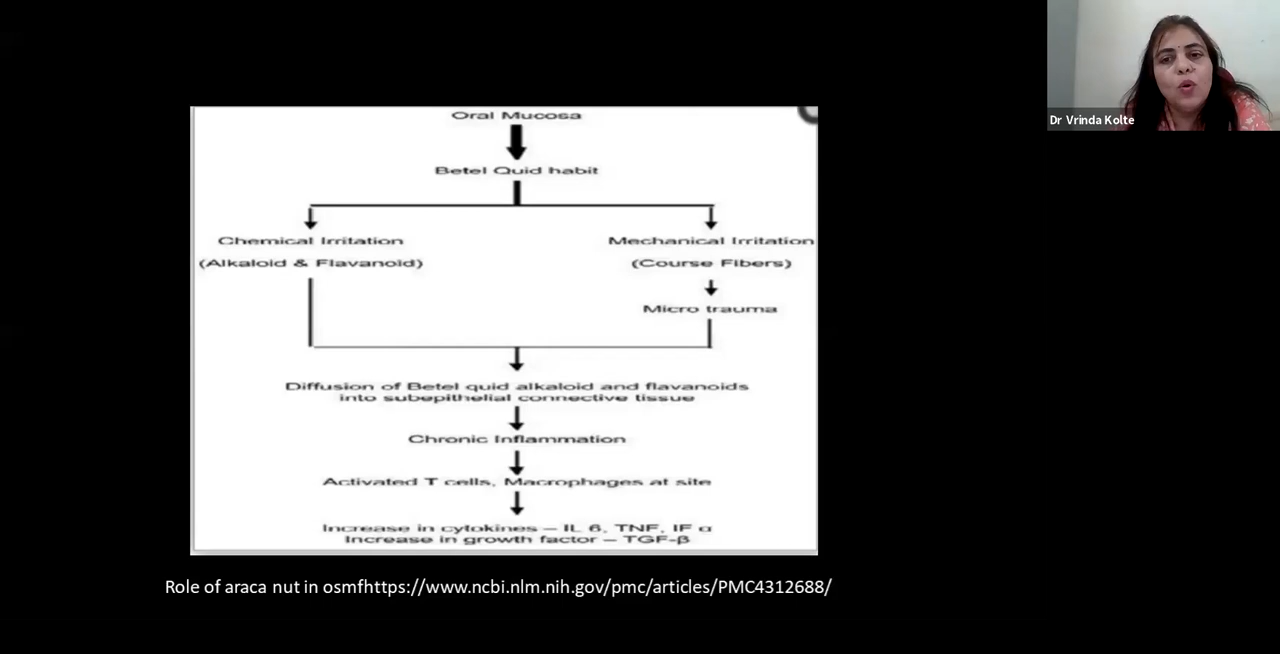 Dr Vrinda Kolte
Oral Mucosa
Betel Quid habit
Chemical Irritation
(Alkaloid & Flavanoid)
Mechanical Irritation
(Course Fibers)
Micro trauma
Diffusion of Betel quid alkaloid and flavanoids
into subepithelial connective tissue
Chronic Inflammation
Activated T cells, Macrophages at site
Increase in cytokines – IL 6, TNF, IF α
Increase in growth factor – TGF-β
Role of araca nut in osmfhttps://www.ncbi.nlm.nih.gov/pmc/articles/PMC4312688/